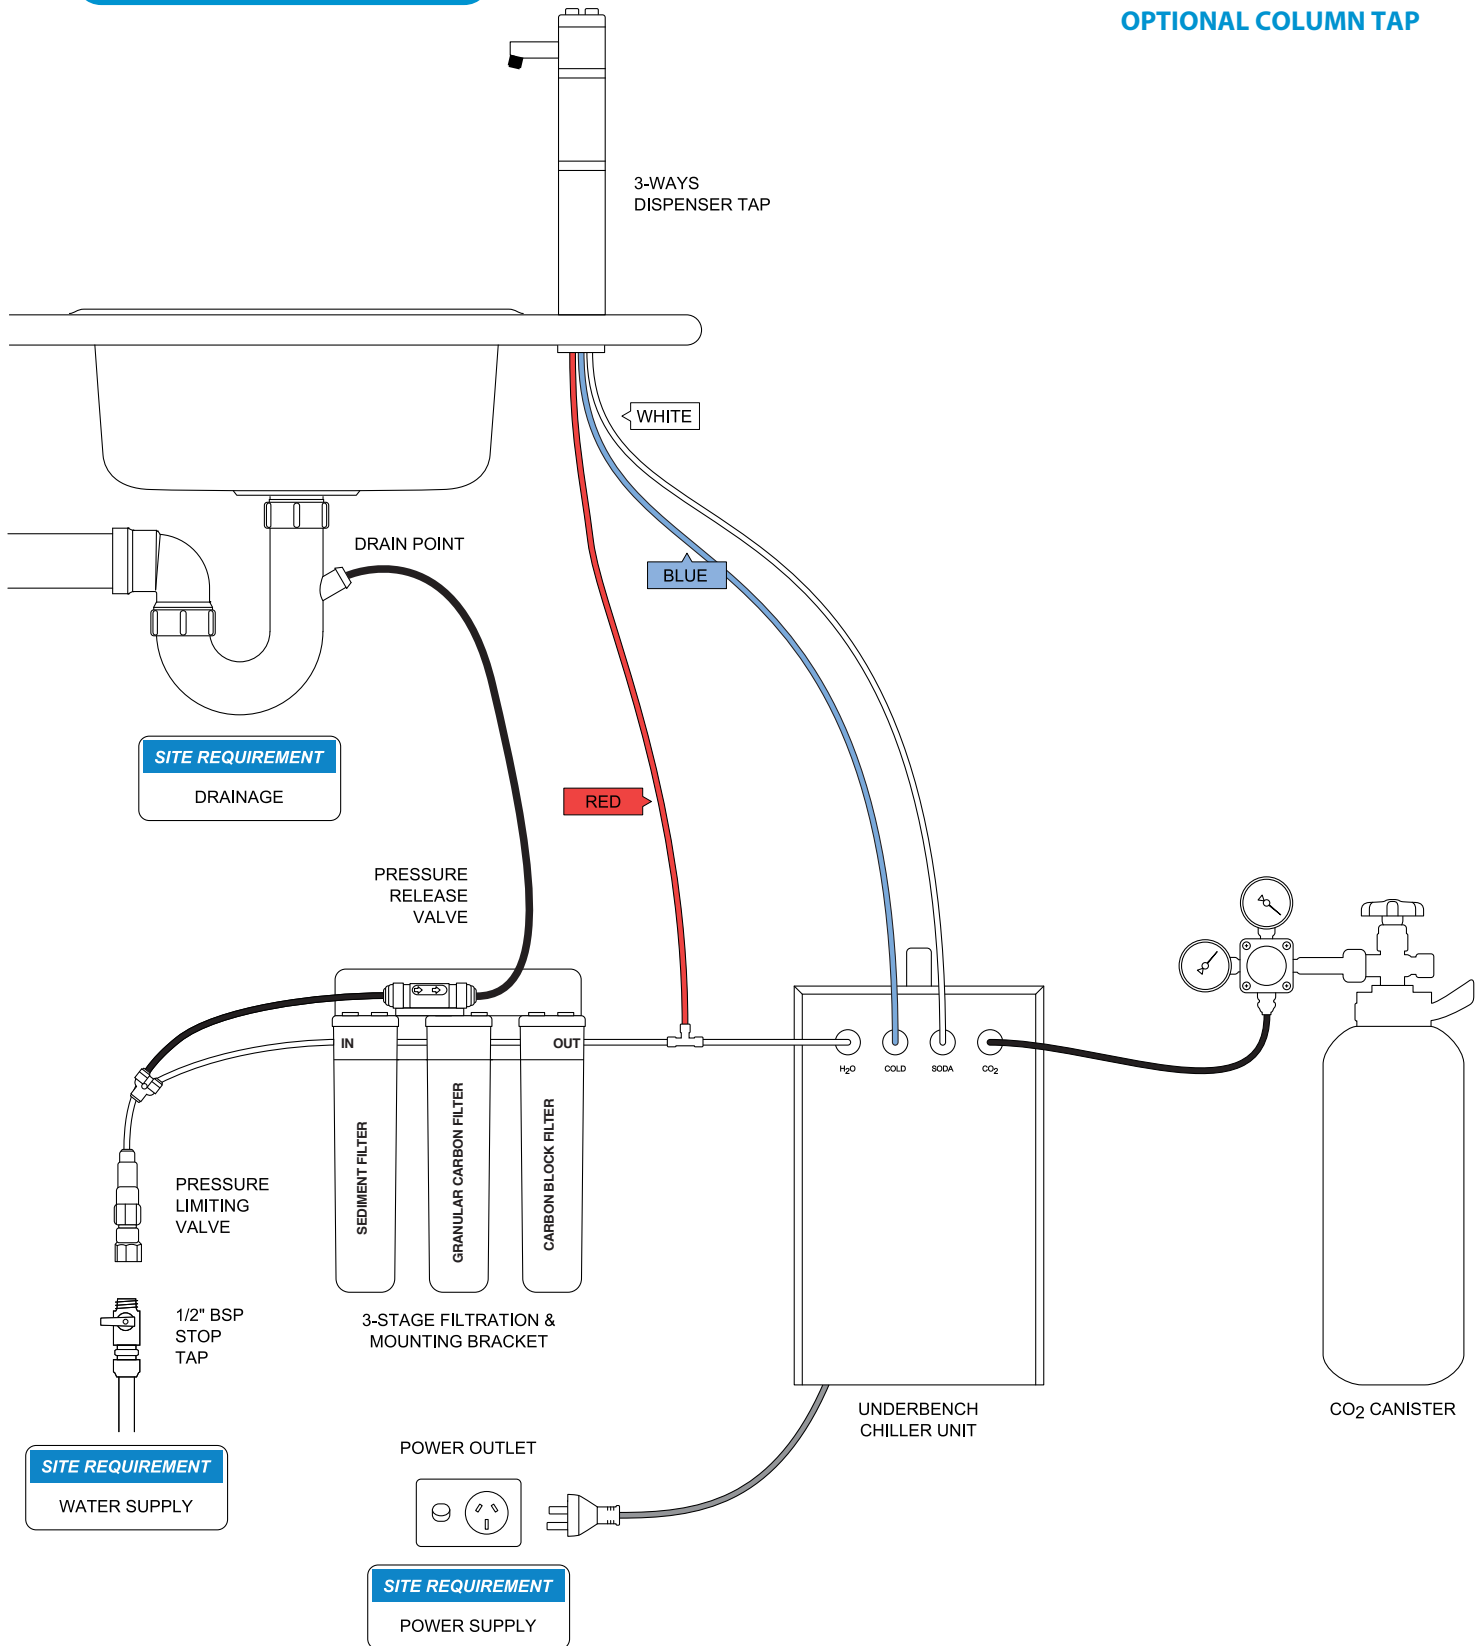 OPTIONAL COLUMN TAP
3-WAYS
DISPENSER TAP
WHITE
DRAIN POINT
BLUE
SITE REQUIREMENT
DRAINAGE
RED
PRESSURE
RELEASE
VALVE
IN
OUT
H2O
COLD
SODA
CO2
SEDIMENT FILTER
GRANULAR CARBON FILTER
CARBON BLOCK FILTER
PRESSURE
LIMITING
VALVE
1/2" BSP
STOP
TAP
3-STAGE FILTRATION &
MOUNTING BRACKET
UNDERBENCH
CHILLER UNIT
CO2 CANISTER
POWER OUTLET
SITE REQUIREMENT
WATER SUPPLY
SITE REQUIREMENT
POWER SUPPLY